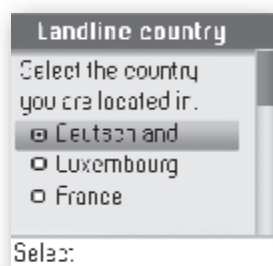 Landline country
Select the country
you are located in.
Deutschland
Luxembourg
France
Select